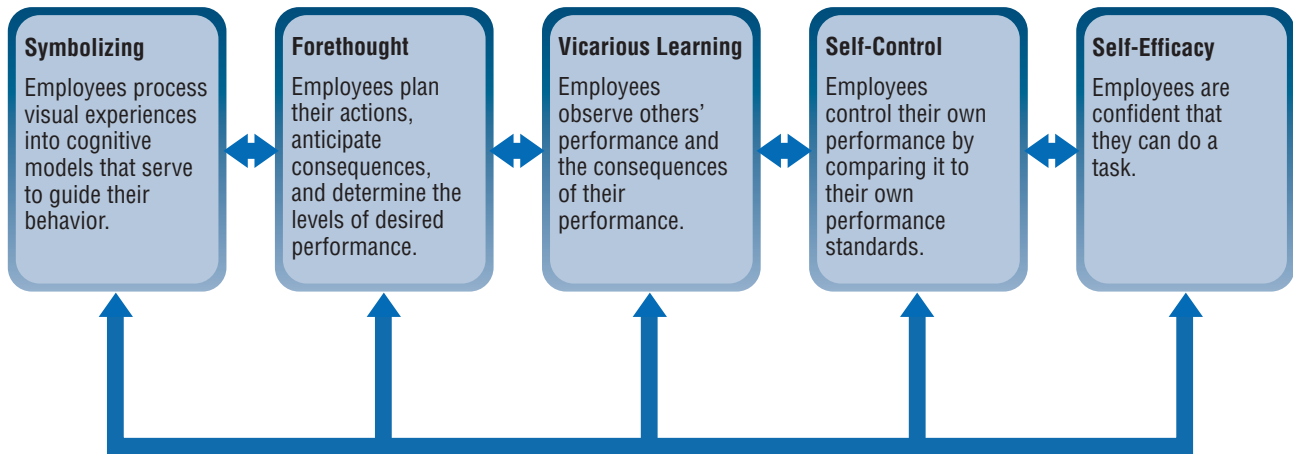 Symbolizing
Employees process
visual experiences
into cognitive
models that serve
to guide their
behavior.
Forethought
Employees plan
their actions,
anticipate
consequences,
and determine the
levels of desired
performance.
Vicarious Learning
Employees
observe others’
performance and
the consequences
of their
performance.
Self-Control
Employees
control their own
performance by
comparing it to
their own
performance
standards.
Self-Efficacy
Employees are
confident that
they can do a
task.